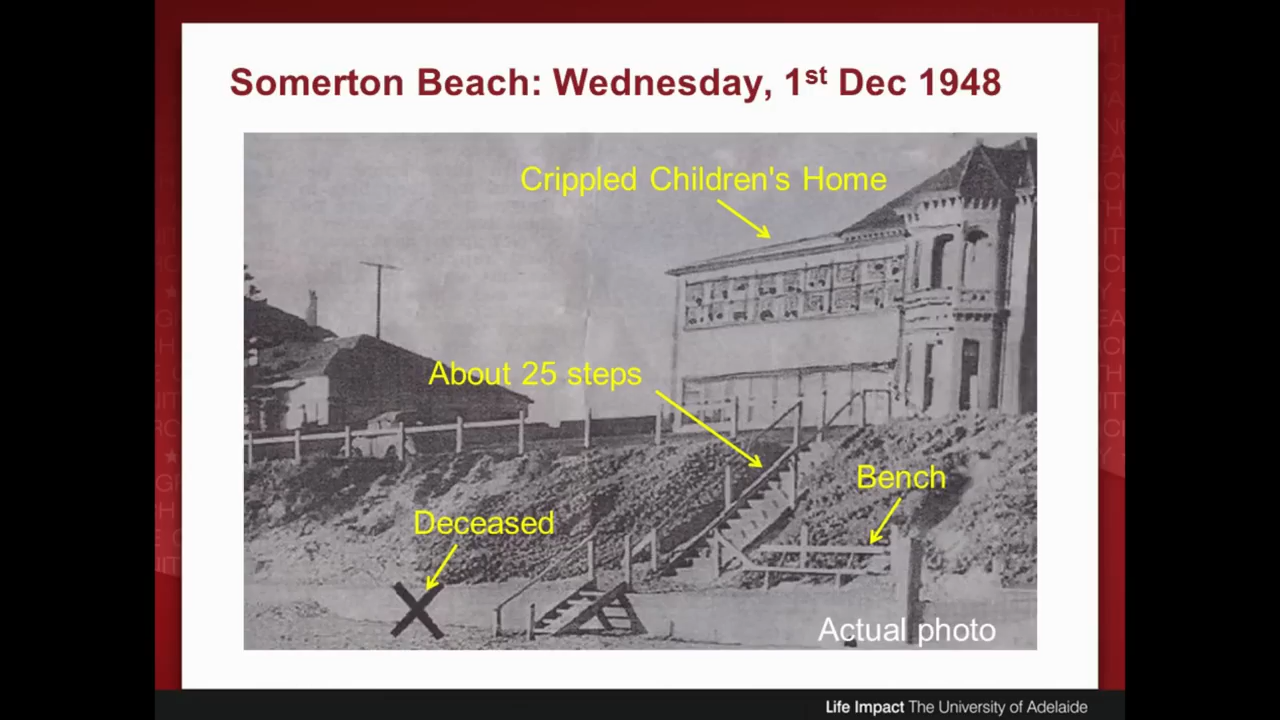 Somerton Beach: Wednesday, 1st Dec 1948
Crippled Children's Home
About 25 steps
Bench
Deceased
Actual photo
Life Impact The University of Adelaide